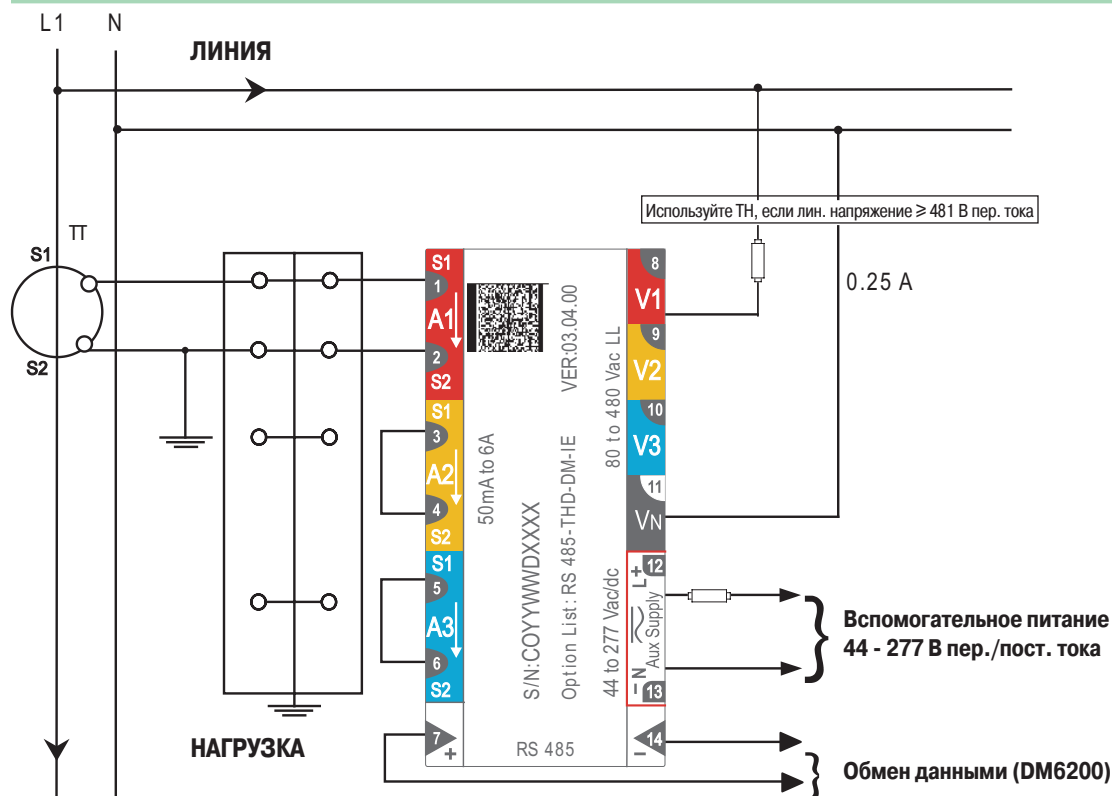 L1 N
ЛИНИЯ
Используйте ТН, если лин. напряжение ≥ 481 В пер. тока
0.25 A
ТТ
S1
S2
S1
1
A1
2
S2
S1
3
A2
4
S2
S1
5
A3
6
S2
7
+
50mA to 6A
S/N:COYYWWDXXXX
Option List: RS 485-THD-DM-IE
VER:03.04.00
80 to 480 Vac LL
44 to 277 Vac/dc
RS 485
8
V1
9
V2
10
V3
11
VN
12
L+
Aux Supply
– N
13
14
–
Вспомогательное питание
44 - 277 В пер./пост. тока
НАГРУЗКА
Обмен данными (DM6200)